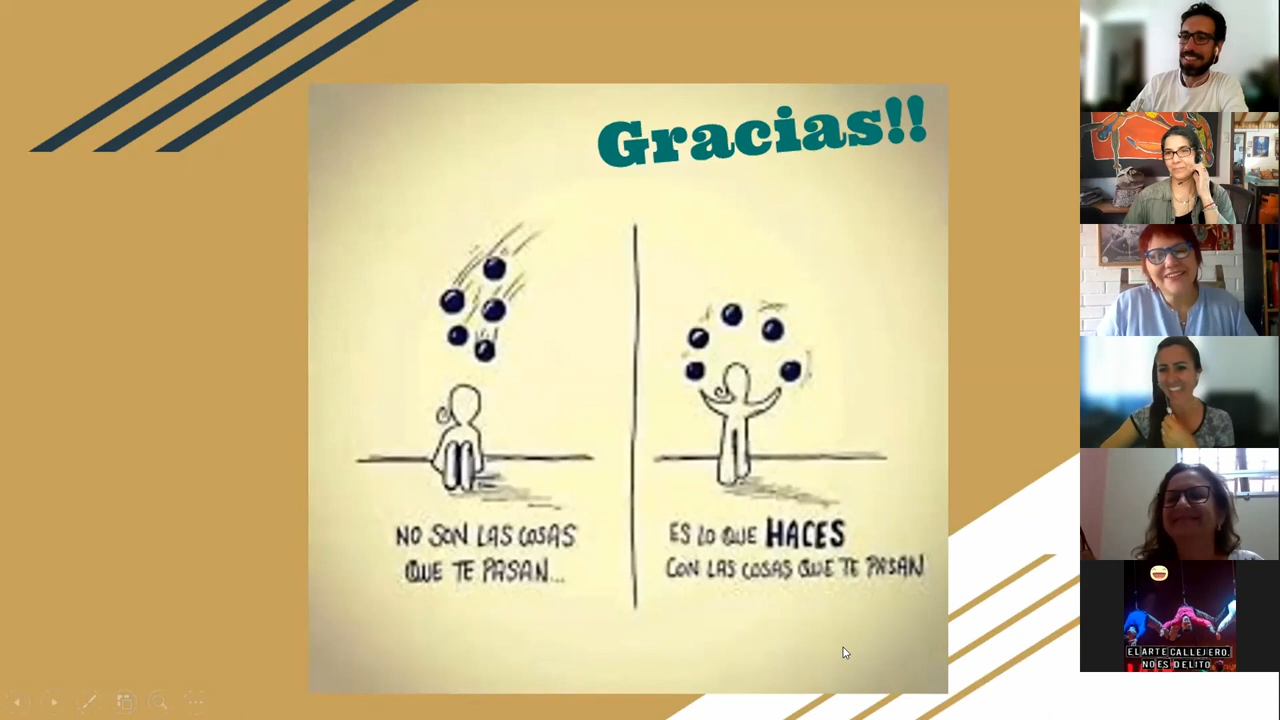 Gracias!!
NO SON LAS COSAS
QUE TE PASAN...
ES LO QUE HACES
CON LAS COSAS QUE TE PASAN
EL ARTE CALLEJERO.
NO ES DELITO